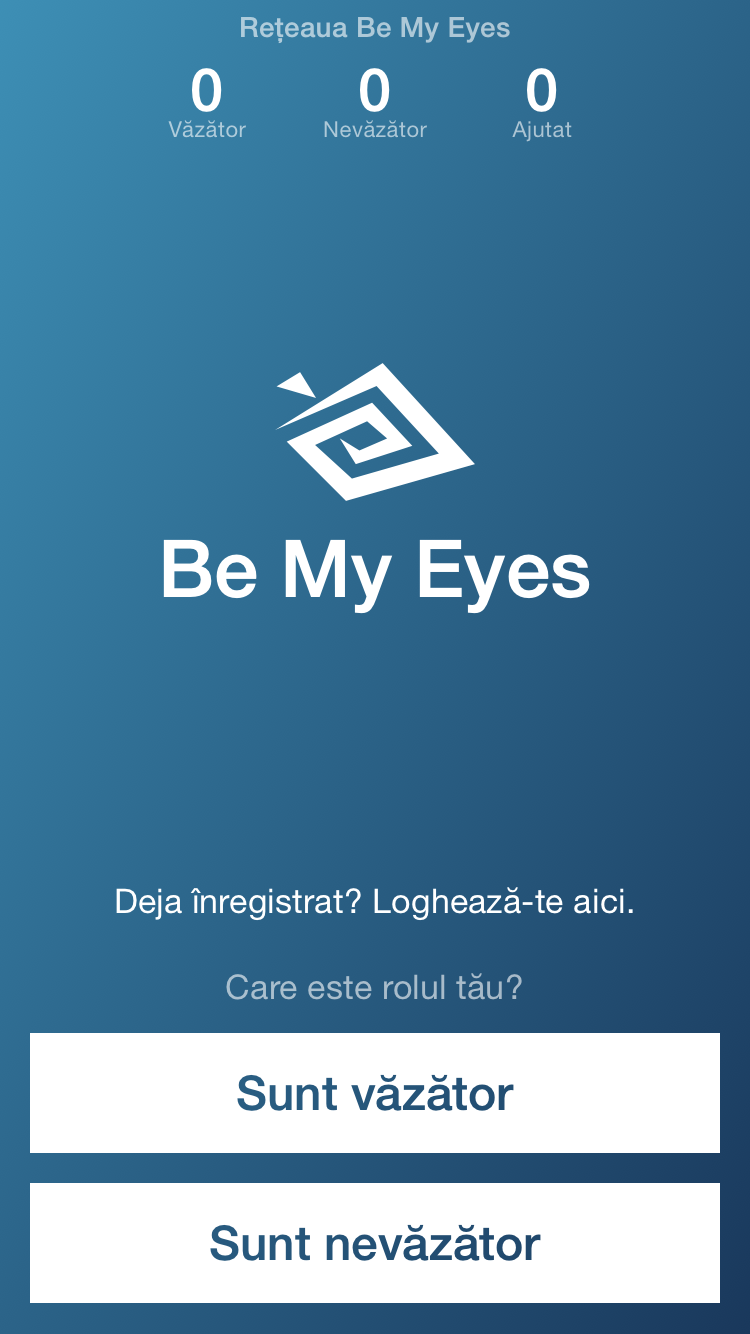 Rețeaua Be My Eyes
0 0 0
Văzător Nevăzător Ajutat
Be My Eyes
Deja înregistrat? Loghează-te aici.
Care este rolul tău?
Sunt văzător
Sunt nevăzător